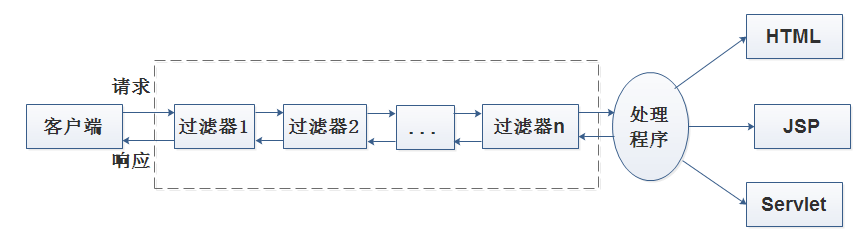 请求
客户端
响应
过滤器1
过滤器2
...
过滤器n
处理
程序
HTML
JSP
Servlet